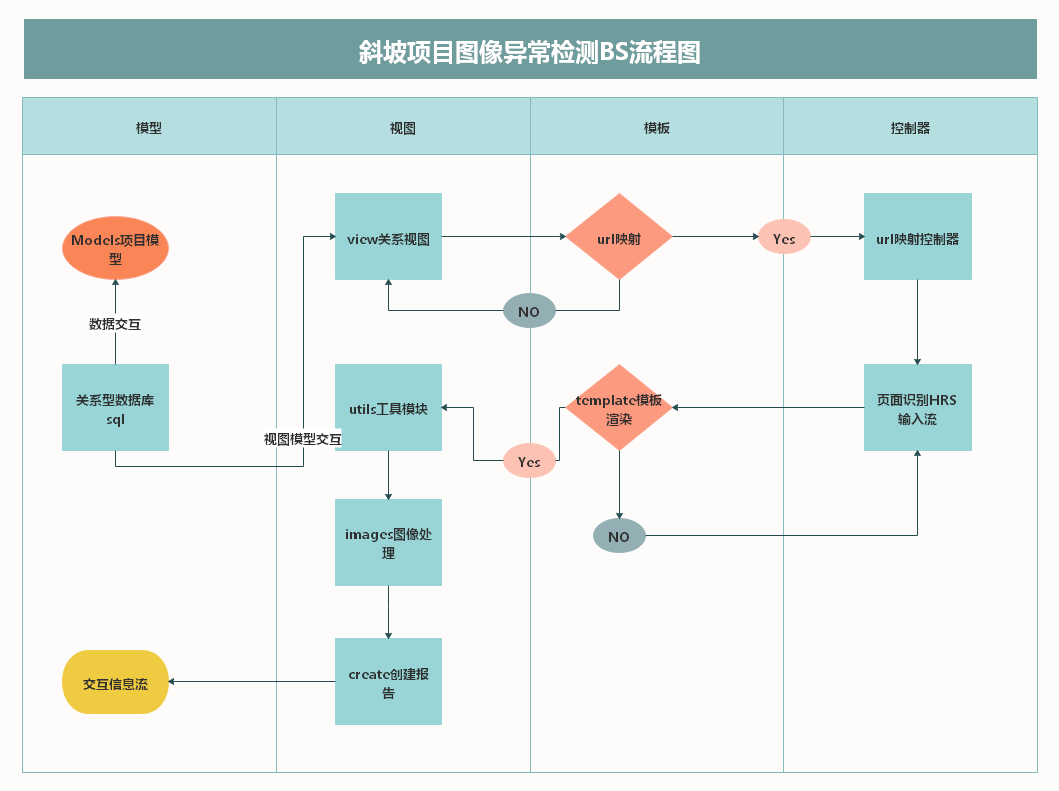 斜坡项目图像异常检测BS流程图
模型
视图
模板
控制器
Models项目模
型
view关系视图
url映射
Yes
url映射控制器
NO
数据交互
关系型数据库
sql
utils工具模块
template模板
渲染
页面识别HRS
输入流
视图模型交互
Yes
images图像处
理
NO
create创建报
告
交互信息流